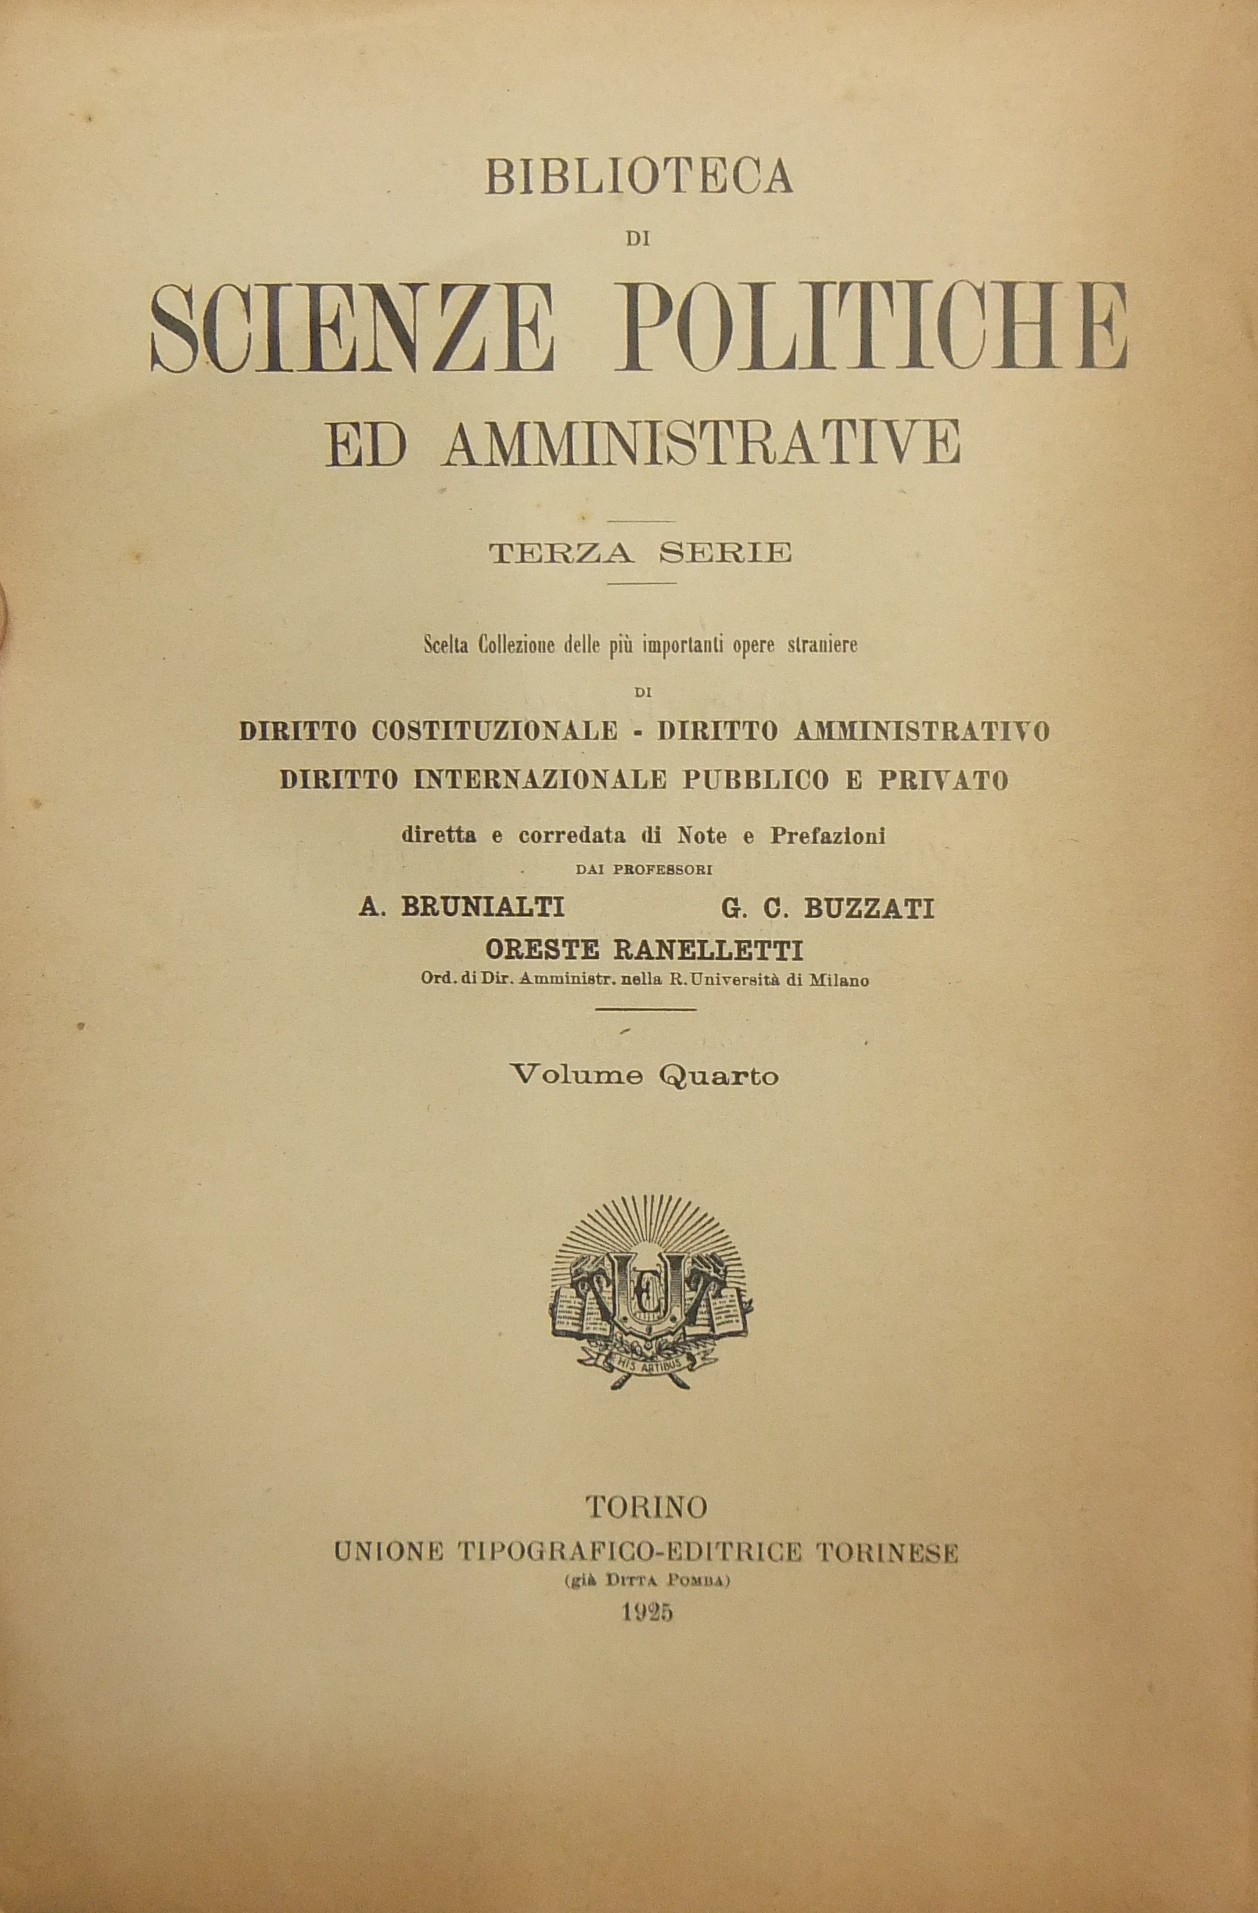 BIBLIOTECA
DI
SCIENZE POLITICHE
ED AMMINISTRATIVE
TERZA SERIE
Scelta Collezione delle più importanti opere straniere
DI
DIRITTO COSTITUZIONALE - DIRITTO AMMINISTRATIVO
DIRITTO INTERNAZIONALE PUBBLICO E PRIVATO
diretta e corredata di Note e Prefazioni
DAI PROFESSORI
A. BRUNIALTI G. C. BUZZATI
ORESTE RANELLETTI
Ord. di Dir. Amministr. nella R. Università di Milano
Volume Quarto
UTET
HIS ARTIBUS
TORINO
UNIONE TIPOGRAFICO-EDITRICE TORINESE
(già DITTA POMBA)
1925